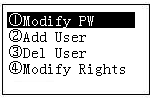 ①Modify PW
②Add User
③Del User
④Modify Rights